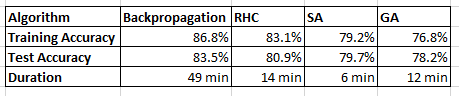 Algorithm Backpropagation RHC SA GA
Training Accuracy 86.8% 83.1% 79.2% 76.8%
Test Accuracy 83.5% 80.9% 79.7% 78.2%
Duration 49 min 14 min 6 min 12 min